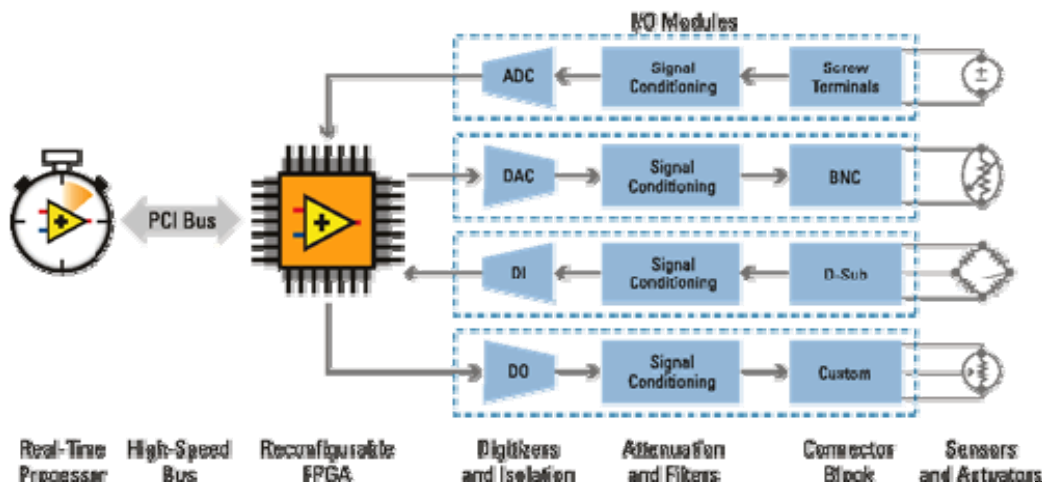 I/O Modules
ADC
Signal
Conditioning
Screw
Terminals
±
DAC
Signal
Conditioning
BNC
PCI Bus
DI
Signal
Conditioning
D-Sub
DO
Signal
Conditioning
Custom
Real-Time
Processor
High-Speed
Bus
Reconfigurable
FPGA
Digitizers
and Isolation
Attenuation
and Filters
Connector
Block
Sensors
and Actuators